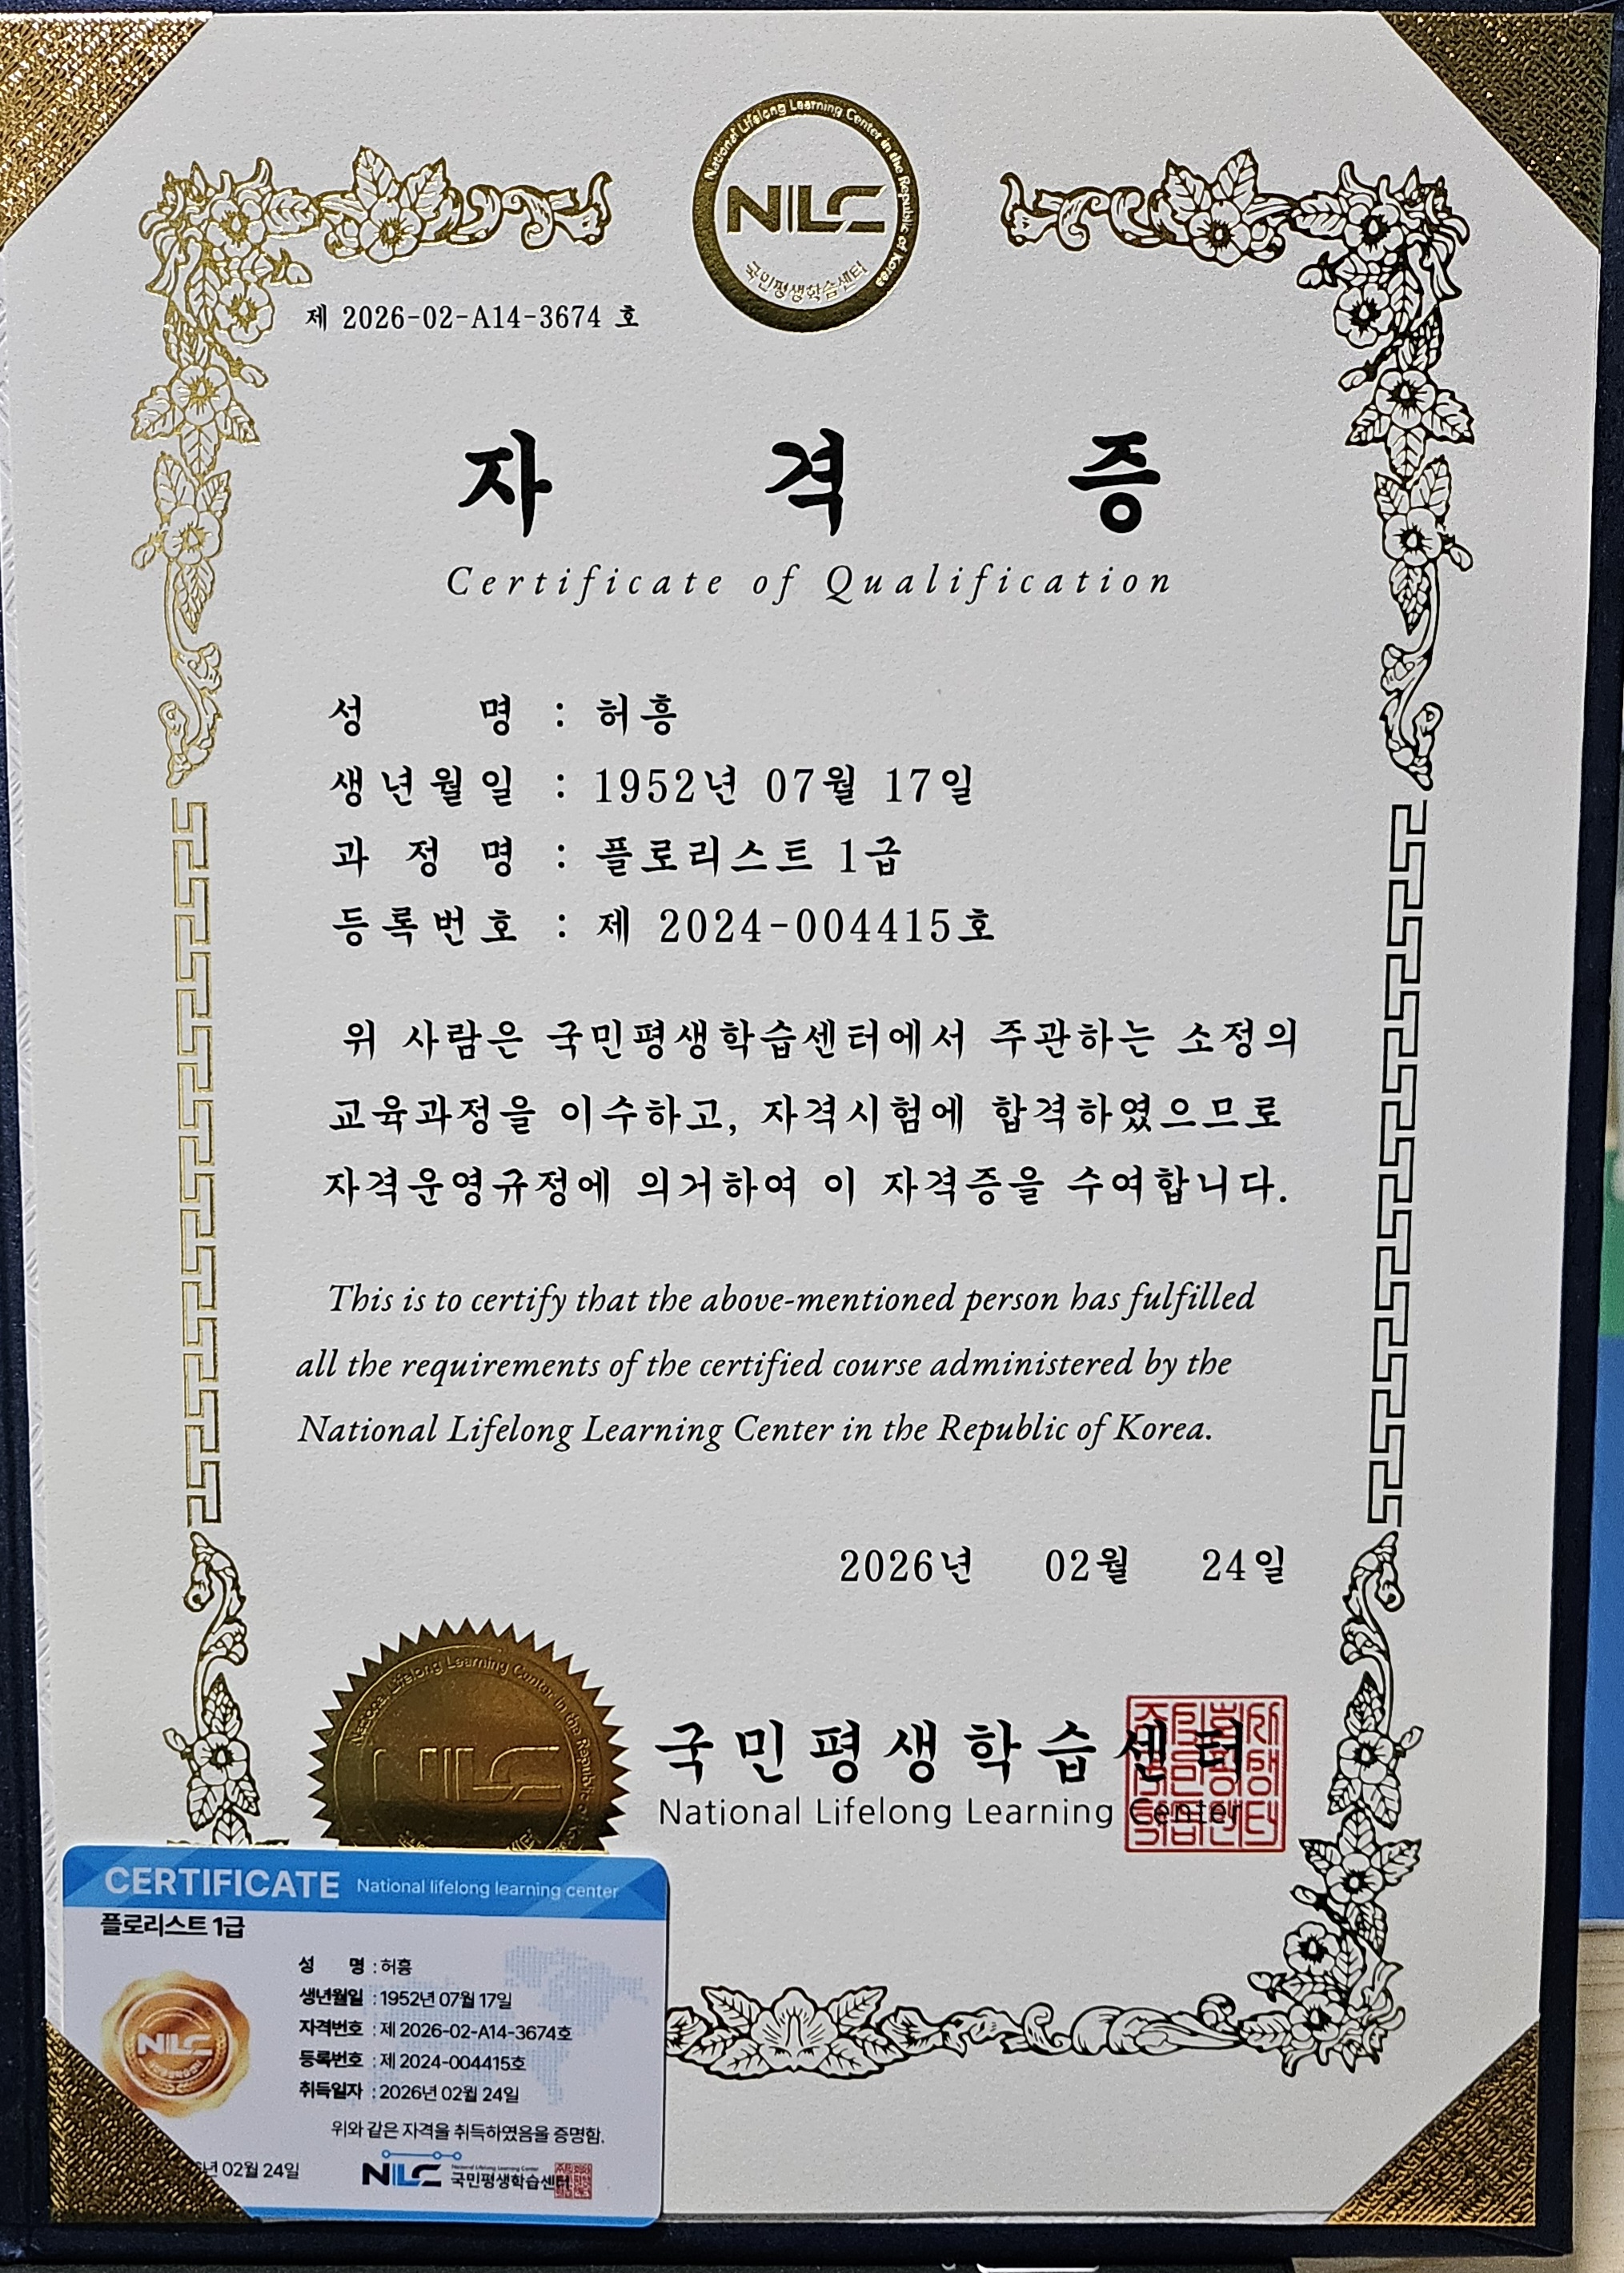 National Lifelong Learning Center in the Republic of Korea
NLC
국민평생학습센터
제 2026-02-A14-3674 호
자 격 증
Certificate of Qualification
성 명 : 허흥
생년월일 : 1952년 07월 17일
과 정 명 : 플로리스트 1급
등록번호 : 제 2024-004415호
위 사람은 국민평생학습센터에서 주관하는 소정의
교육과정을 이수하고, 자격시험에 합격하였으므로
자격운영규정에 의거하여 이 자격증을 수여합니다.
This is to certify that the above-mentioned person has fulfilled
all the requirements of the certified course administered by the
National Lifelong Learning Center in the Republic of Korea.
2026년 02월 24일
Lifelong Learning Center in the Republic
NLC
국민평생학습센터
National Lifelong Learning Center
CERTIFICATE National lifelong learning center
플로리스트 1급
NLC
성 명 : 허흥
생년월일 : 1952년 07월 17일
자격번호 : 제 2026-02-A14-3674호
등록번호 : 제 2024-004415호
취득일자 : 2026년 02월 24일
위와 같은 자격을 취득하였음을 증명함.
년 02월 24일
NLC National Lifelong Learning Center
국민평생학습센터